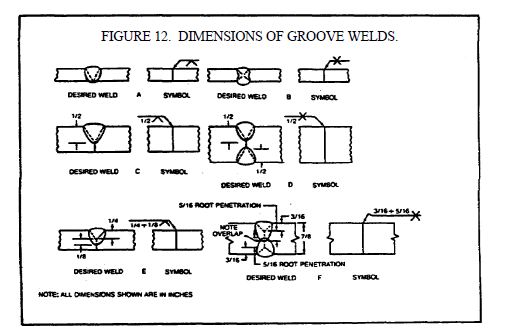 FIGURE 12. DIMENSIONS OF GROOVE WELDS.
DESIRED WELD A SYMBOL DESIRED WELD B SYMBOL
1/2 1/2 1/2 1/2
1/2
DESIRED WELD C SYMBOL
DESIRED WELD D SYMBOL
5/16 ROOT PENETRATION
1/4 1/4 + 1/8 NOTE OVERLAP 3/16 7/8 3/16 + 5/16
1/8 3/16 5/16 ROOT PENETRATION
DESIRED WELD E SYMBOL DESIRED WELD F SYMBOL
NOTE: ALL DIMENSIONS SHOWN ARE IN INCHES